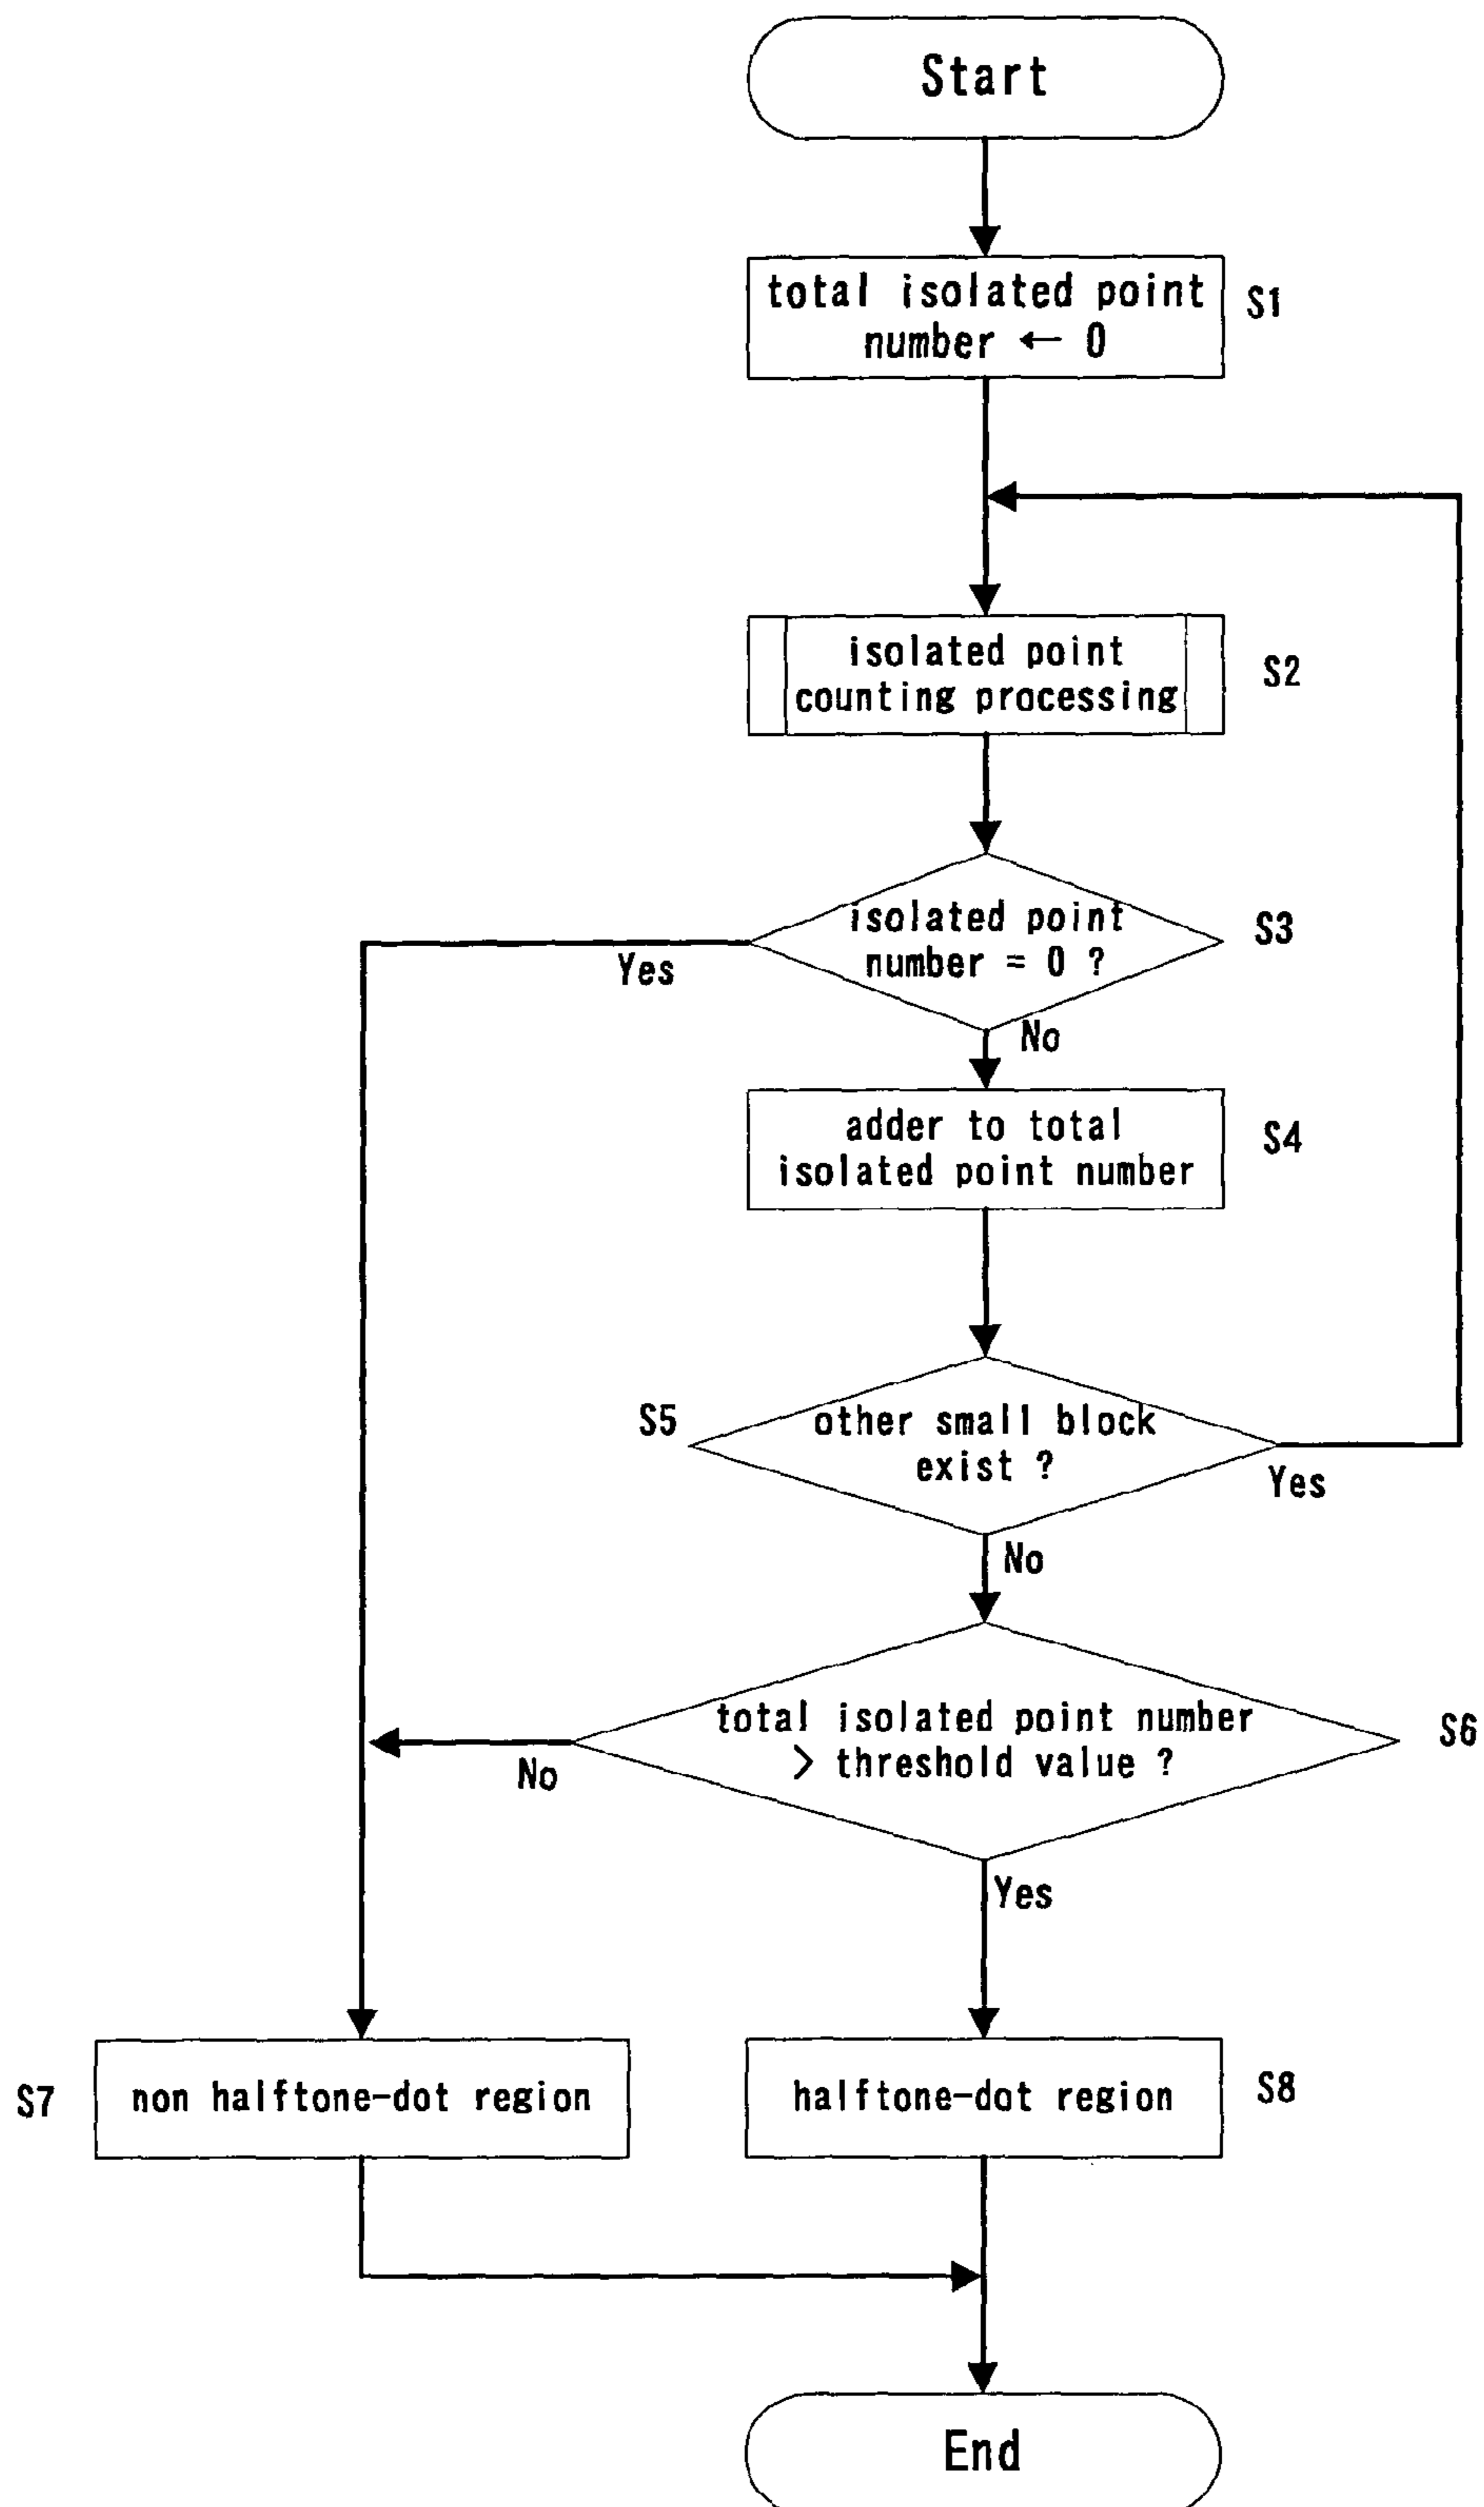 Start
total isolated point
number ← 0
S1
isolated point
counting processing
S2
isolated point
number = 0 ?
S3
Yes
No
adder to total
isolated point number
S4
S5
other small block
exist ?
Yes
No
total isolated point number
> threshold value ?
S6
No
Yes
S7
non halftone-dot region
halftone-dot region
S8
End